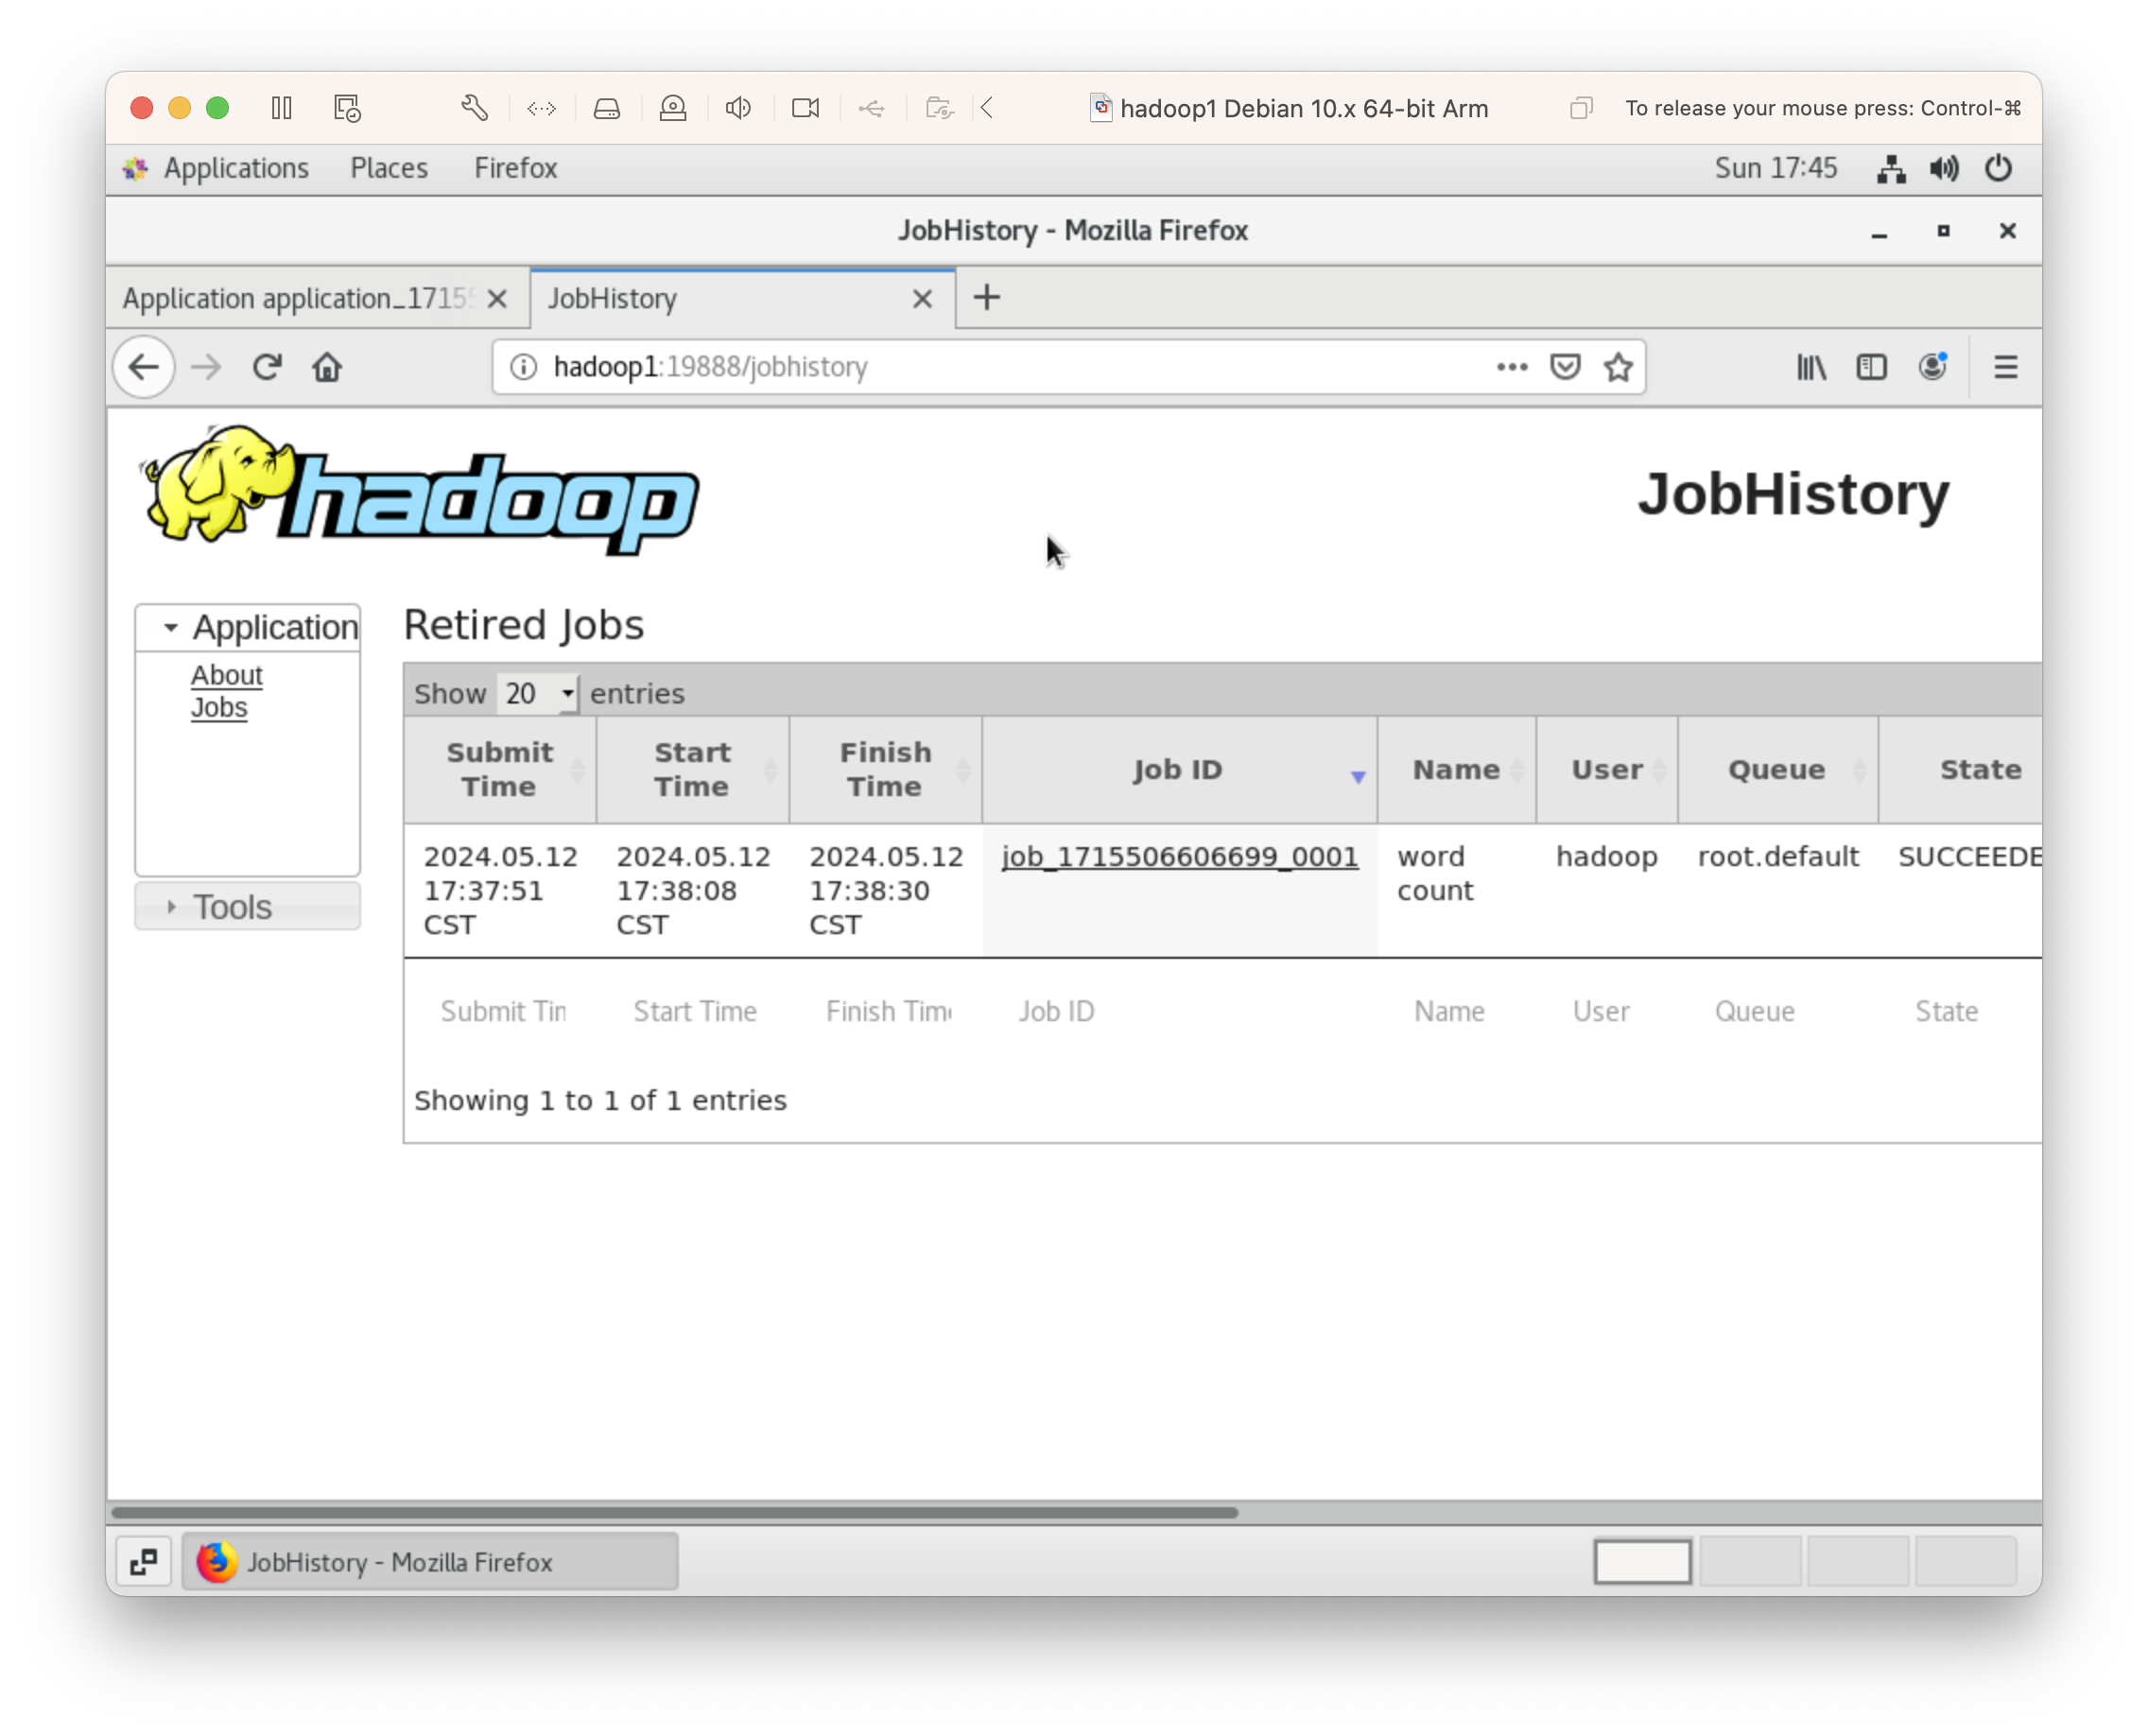 hadoop1 Debian 10.x 64-bit Arm
To release your mouse press: Control-⌘
Applications Places Firefox
Sun 17:45
JobHistory - Mozilla Firefox
Application application_1715
JobHistory
hadoop1:19888/jobhistory
hadoop
JobHistory
Application
About
Jobs
Tools
Retired Jobs
Show 20 entries
Submit Time
Start Time
Finish Time
Job ID
Name
User
Queue
State
2024.05.12 17:37:51 CST
2024.05.12 17:38:08 CST
2024.05.12 17:38:30 CST
job_1715506606699_0001
word count
hadoop
root.default
SUCCEEDE
Submit Tim
Start Time
Finish Time
Job ID
Name
User
Queue
State
Showing 1 to 1 of 1 entries
JobHistory - Mozilla Firefox